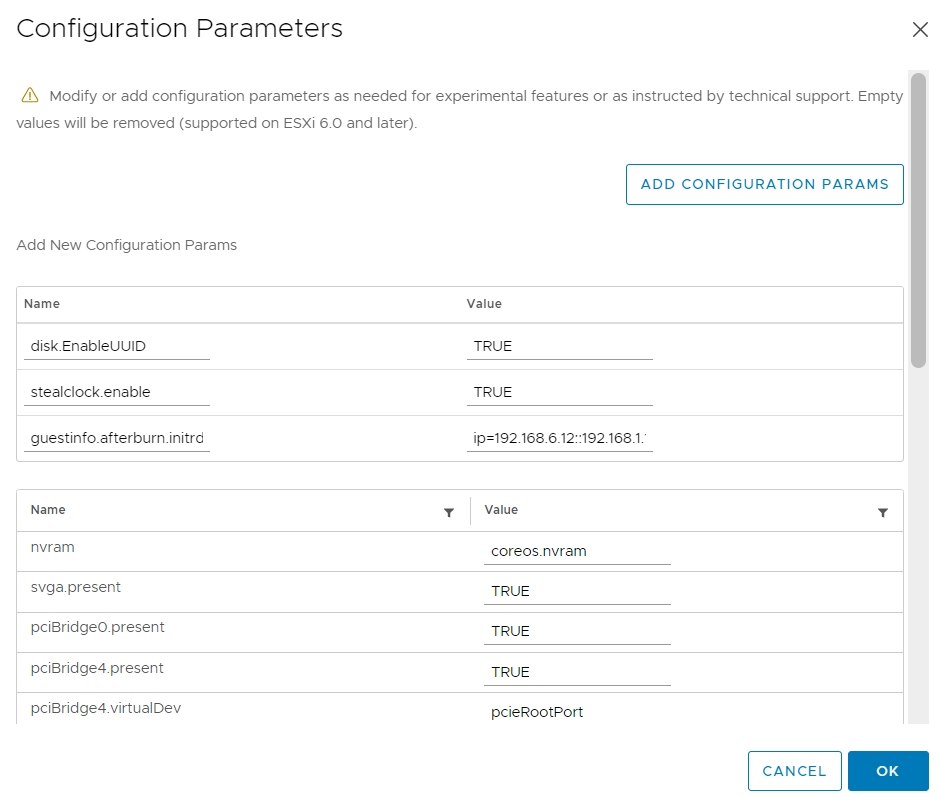 Configuration Parameters
Modify or add configuration parameters as needed for experimental features or as instructed by technical support. Empty
values will be removed (supported on ESXi 6.0 and later).
ADD CONFIGURATION PARAMS
Add New Configuration Params
Name Value
disk.EnableUUID TRUE
stealclock.enable TRUE
guestinfo.afterburn.initrd ip=192.168.6.12::192.168.1.
Name Value
nvram coreos.nvram
svga.present TRUE
pciBridge0.present TRUE
pciBridge4.present TRUE
pciBridge4.virtualDev pcieRootPort
CANCEL OK